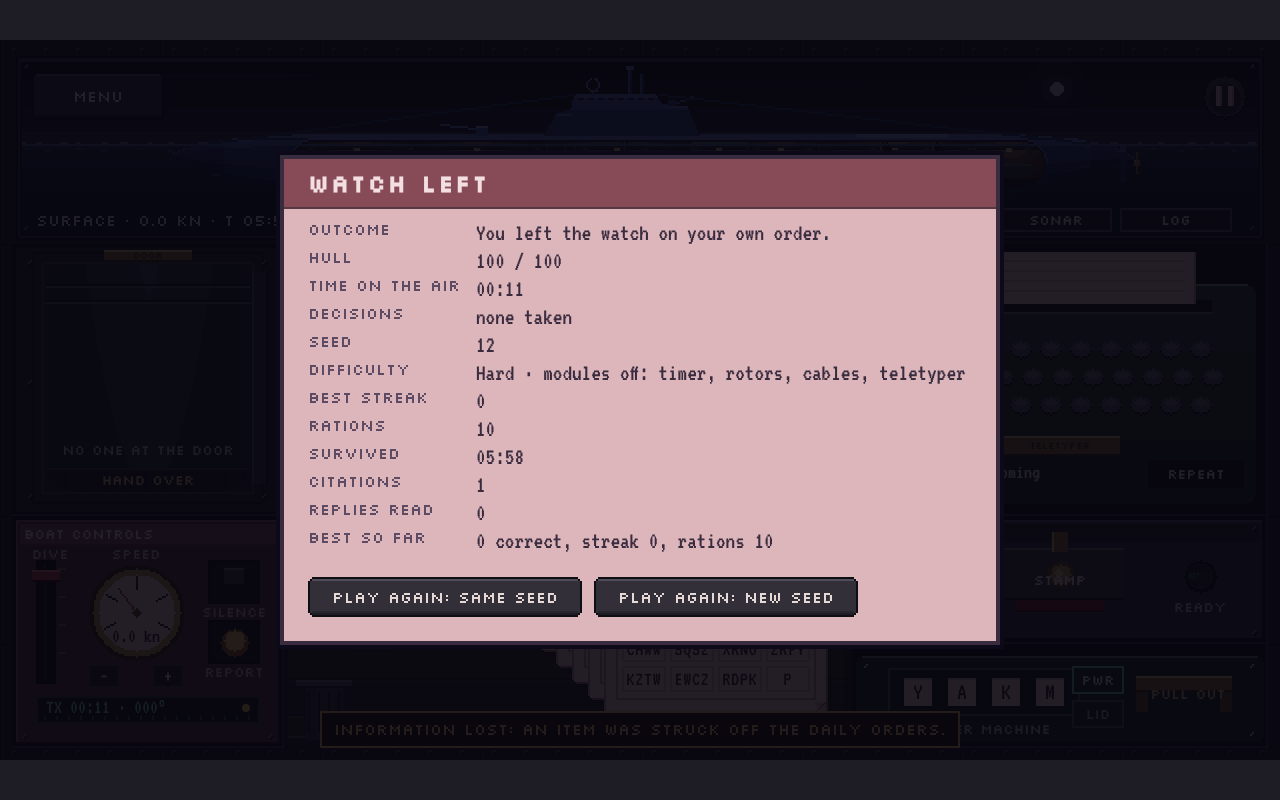 MENU
SURFACE · 0.0 KN · T 05:5
SONAR
LOG
WATCH LEFT
OUTCOME You left the watch on your own order.
HULL 100 / 100
TIME ON THE AIR 00:11
DECISIONS none taken
SEED 12
DIFFICULTY Hard · modules off: timer, rotors, cables, teletyper
BEST STREAK 0
RATIONS 10
SURVIVED 05:58
CITATIONS 1
REPLIES READ 0
BEST SO FAR 0 correct, streak 0, rations 10
PLAY AGAIN: SAME SEED
PLAY AGAIN: NEW SEED
NO ONE AT THE DOOR
HAND OVER
TELETYPER
oming
REPEAT
BOAT CONTROLS
DIVE
SPEED
0.0 kn
SILENCE
REPORT
- +
TX 00:11 · 000°
STAMP
READY
KZTW EWCZ RDPK P
Y A K M
PWR
LID
PULL OUT
ER MACHINE
INFORMATION LOST: AN ITEM WAS STRUCK OFF THE DAILY ORDERS.